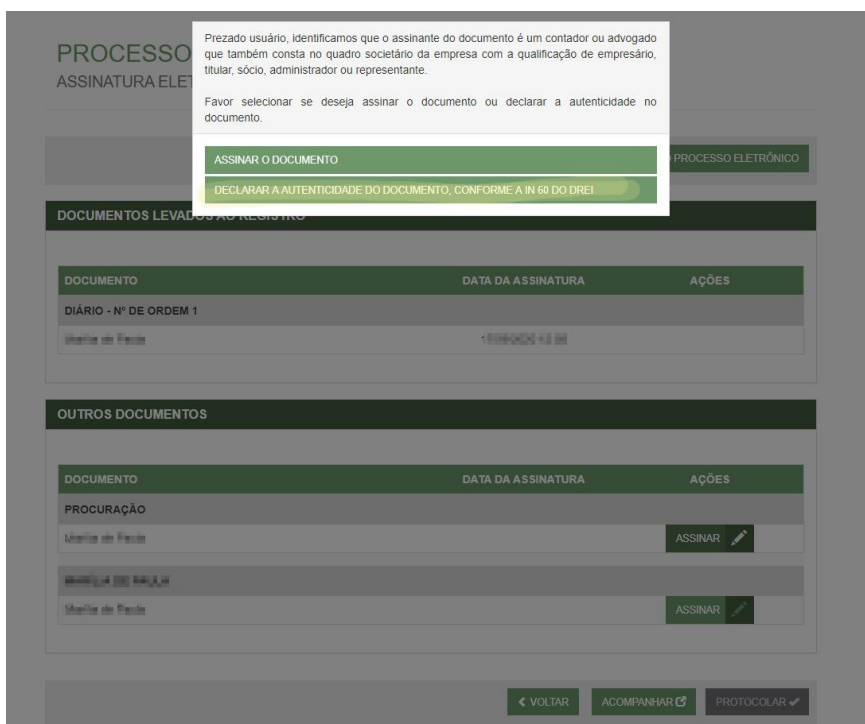 Prezado usuário, identificamos que o assinante do documento é um contador ou advogado
que também consta no quadro societário da empresa com a qualificação de empresário,
titular, sócio, administrador ou representante.
Favor selecionar se deseja assinar o documento ou declarar a autenticidade no
documento.
ASSINAR O DOCUMENTO
DECLARAR A AUTENTICIDADE DO DOCUMENTO, CONFORME A IN 60 DO DREI
PROCESSO
ASSINATURA ELET
PROCESSO ELETRÔNICO
DOCUMENTOS LEVADOS AO REGISTRO
DOCUMENTO DATA DA ASSINATURA AÇÕES
DIÁRIO - Nº DE ORDEM 1
OUTROS DOCUMENTOS
DOCUMENTO DATA DA ASSINATURA AÇÕES
PROCURAÇÃO
ASSINAR
ASSINAR
VOLTAR ACOMPANHAR PROTOCOLAR